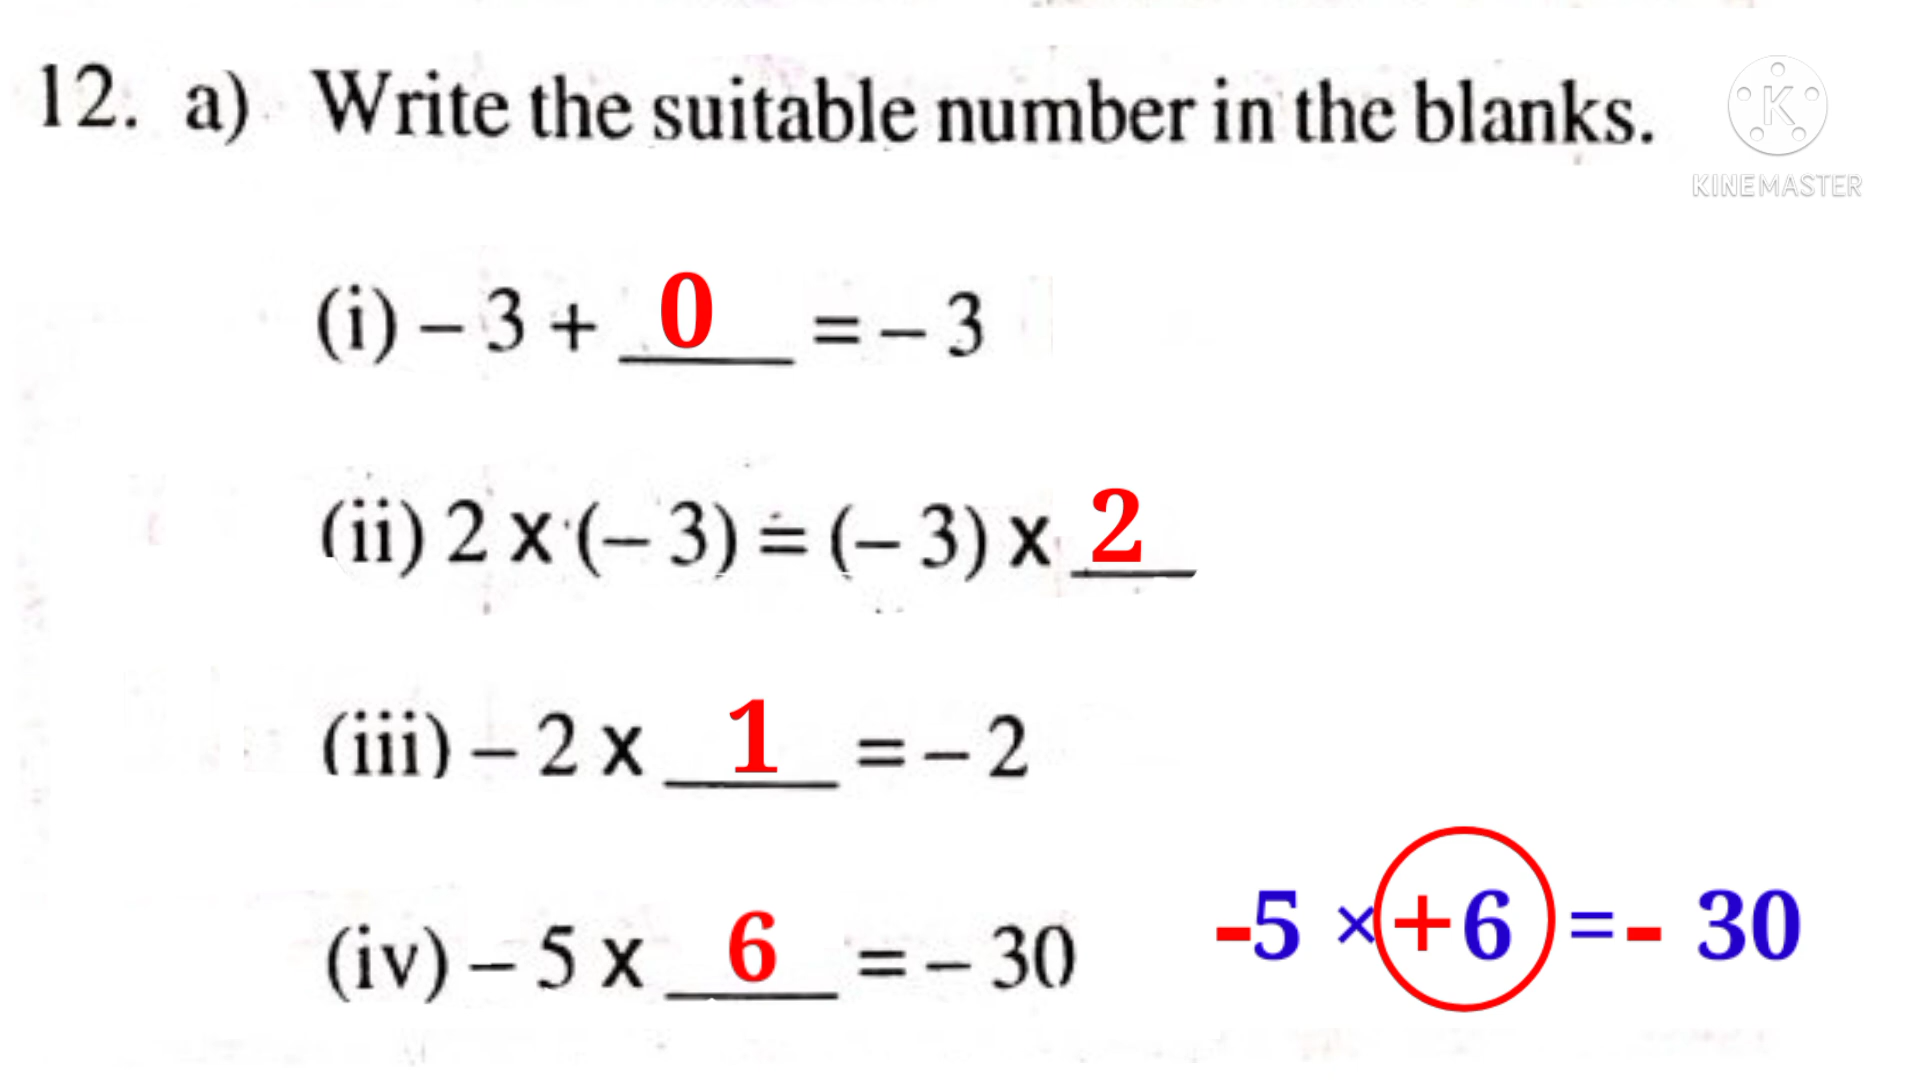 12. a) Write the suitable number in the blanks.
K
KINEMASTER
(i) – 3 + 0 = – 3
(ii) 2 x (– 3) = (– 3) x 2
(iii) – 2 x 1 = – 2
(iv) – 5 x 6 = – 30
-5 × +6 = - 30